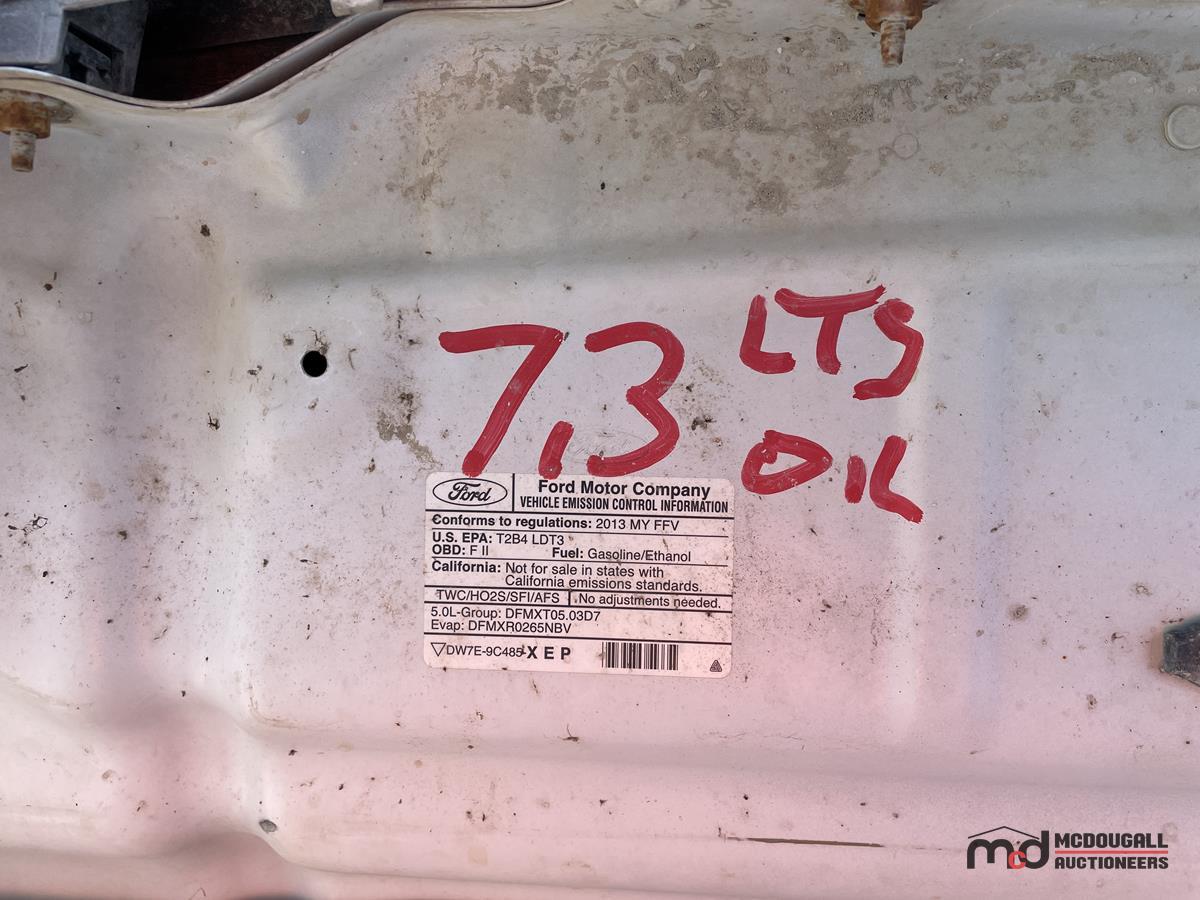 7,3 LTS
OIL
Ford
Ford Motor Company
VEHICLE EMISSION CONTROL INFORMATION
Conforms to regulations: 2013 MY FFV
U.S. EPA: T2B4 LDT3
OBD: F II Fuel: Gasoline/Ethanol
California: Not for sale in states with
California emissions standards.
TWC/HO2S/SFI/AFS No adjustments needed.
5.0L-Group: DFMXT05.03D7
Evap: DFMXR0265NBV
DW7E-9C485-X E P
mcd MCDOUGALL
AUCTIONEERS